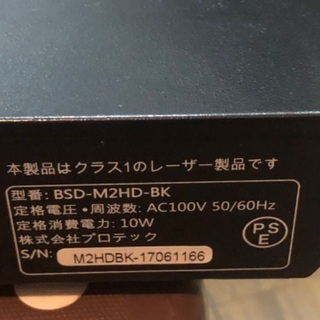 本製品はクラス1のレーザー製品です
型番: BSD-M2HD-BK
定格電圧・周波数: AC100V 50/60Hz
定格消費電力: 10W
株式会社プロテック
S/N: M2HDBK-17061166
PS
E